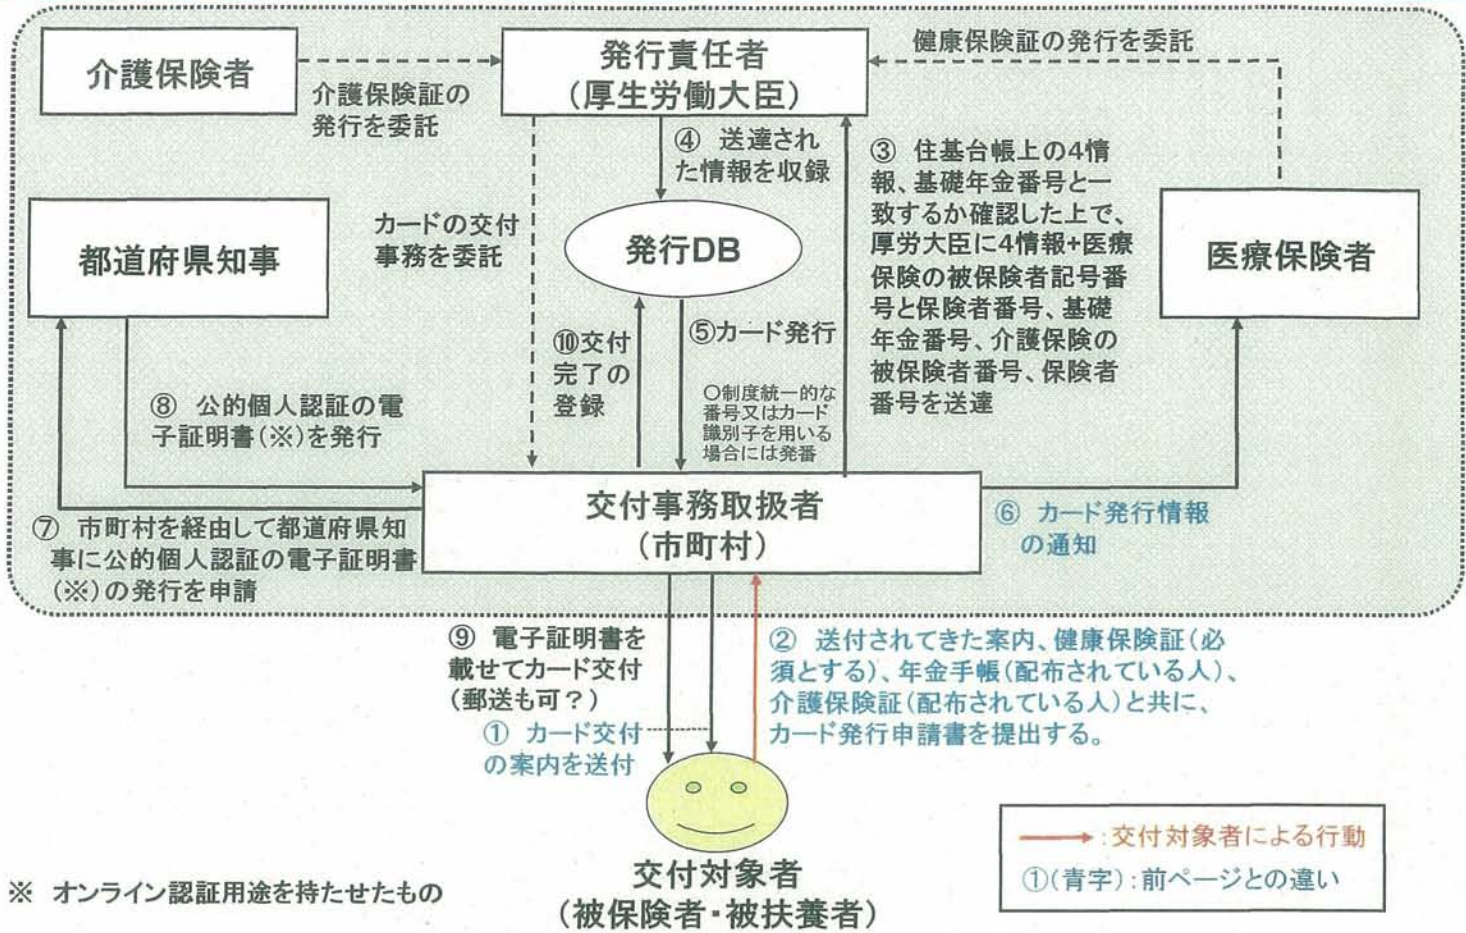 介護保険者
介護保険証の
発行を委託
発行責任者
(厚生労働大臣)
健康保険証の発行を委託
④ 送達され
た情報を収録
③ 住基台帳上の4情
報、基礎年金番号と一
致するか確認した上で、
厚労大臣に4情報+医療
保険の被保険者記号番
号と保険者番号、基礎
年金番号、介護保険の
被保険者番号、保険者
番号を送達
都道府県知事
カードの交付
事務を委託
発行DB
医療保険者
⑩交付
完了の
登録
⑤カード発行
○制度統一的な
番号又はカード
識別子を用いる
場合には発番
⑧ 公的個人認証の電
子証明書(※)を発行
交付事務取扱者
(市町村)
⑦ 市町村を経由して都道府県知
事に公的個人認証の電子証明書
(※)の発行を申請
⑥ カード発行情報
の通知
⑨ 電子証明書を
載せてカード交付
(郵送も可?)
① カード交付
の案内を送付
② 送付されてきた案内、健康保険証(必
須とする)、年金手帳(配布されている人)、
介護保険証(配布されている人)と共に、
カード発行申請書を提出する。
交付対象者
(被保険者・被扶養者)
:交付対象者による行動
①(青字):前ページとの違い
※ オンライン認証用途を持たせたもの